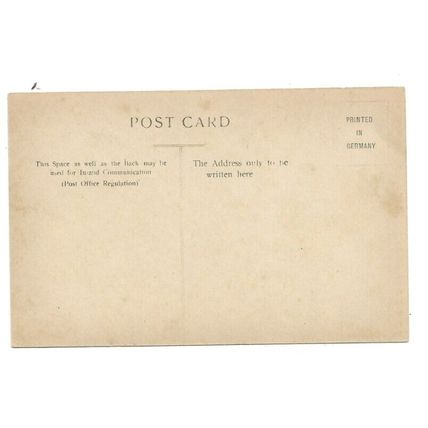 POST CARD
PRINTED
IN
GERMANY
This Space as well as the Back may be
used for Inland Communication
(Post Office Regulation)
The Address only to be
written here